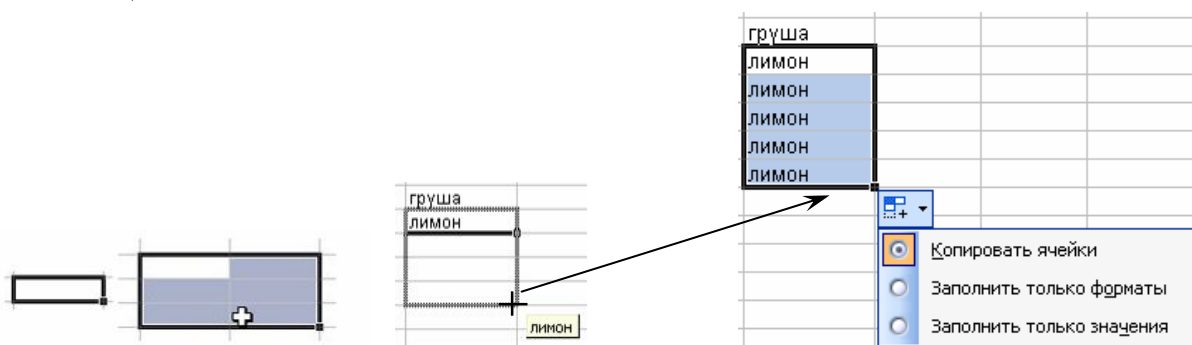 груша
лимон
лимон
груша
лимон
лимон
лимон
лимон
лимон
Копировать ячейки
Заполнить только форматы
Заполнить только значения